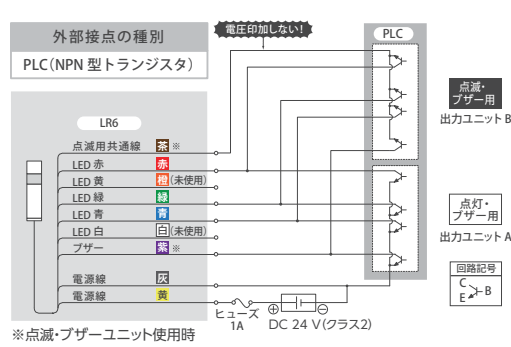 外部接点の種別
PLC(NPN 型トランジスタ)
電圧印加しない!
PLC
LR6
点滅用共通線 茶 ※
LED 赤 赤
LED 黄 橙 (未使用)
LED 緑 緑
LED 青 青
LED 白 白 (未使用)
ブザー 紫 ※
電源線 灰
電源線 黄
ヒューズ
1A
⊕ ⊖
DC 24 V(クラス2)
点滅・
ブザー用
出力ユニット B
点灯・
ブザー用
出力ユニット A
回路記号
C
B
E
※点滅・ブザーユニット使用時